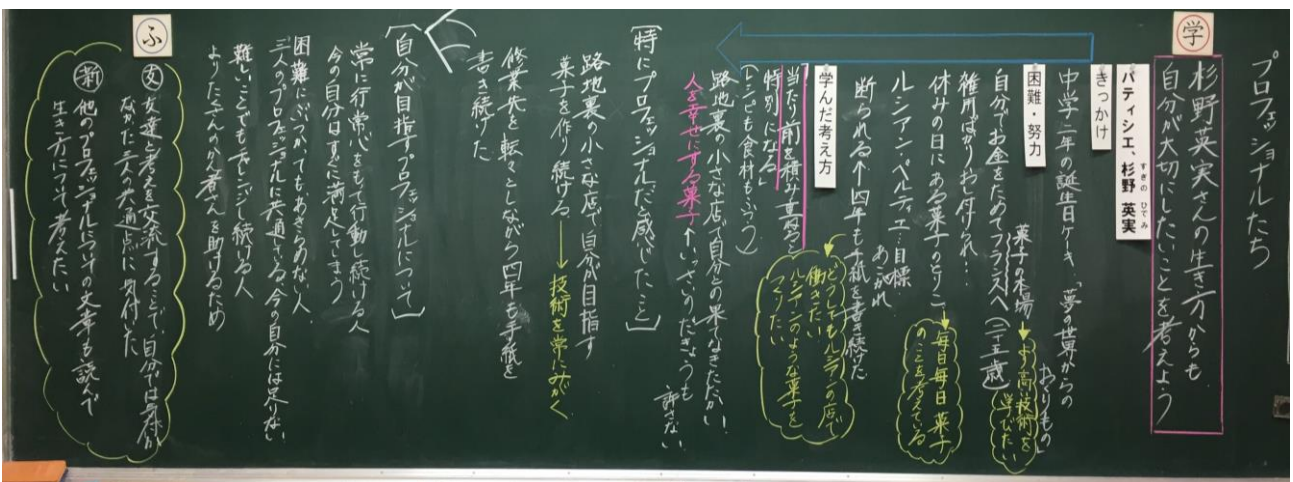 プロフェッショナルたち
学
杉野英実さんの生き方からも
自分が大切にしたいことを考えよう
パティシエ、杉野 英実
すぎの ひでみ
きっかけ
中学二年の誕生日ケーキ、「夢の世界からの
おくりもの」
困難・努力
菓子の本場→より高い技術を
学びたい
自分でお金をためてフランスへ(二十五歳)
雑用ばかりおし付られ…
休みの日にある菓子のとりこ→毎日毎日菓子
のことを考えている
ルシアン・ペルティエ…目標
あこがれ
断られる↑四年も手紙を書き続けた
どうしてもルシアンの店で
働きたい
ルシアンのような菓子を
つくりたい
学んだ考え方
「当たり前を積み重ねると
特別になる」
(レシピも食材もふつう)
路地裏の小さな店で自分との果てなきたたかい
人を幸せにする菓子↑いっさいのだきょうも
許さない
〔特にプロフェッショナルだと感じたこと〕
路地裏の小さな店で自分が目指す
菓子を作り続ける→技術を常にみがく
修業先を転々としながら四年も手紙を
書き続けた
〔自分が目指すプロフェッショナルについて〕
常に行常心をもって行動し続ける人
今の自分はすぐに満足してしまう
困難にぶつかってもあきらめない人
三人のプロフェッショナルに共通している、今の自分には足りない
難しいことでもチャレンジし続ける人
よりたくさんのか者さんを助けるため
ふ
友 友達と考えを交流することで、自分では気付か
なかった三人の共通点に気付いた
新 他のプロフェッショナルについての文章も読んで
生き方について考えたい